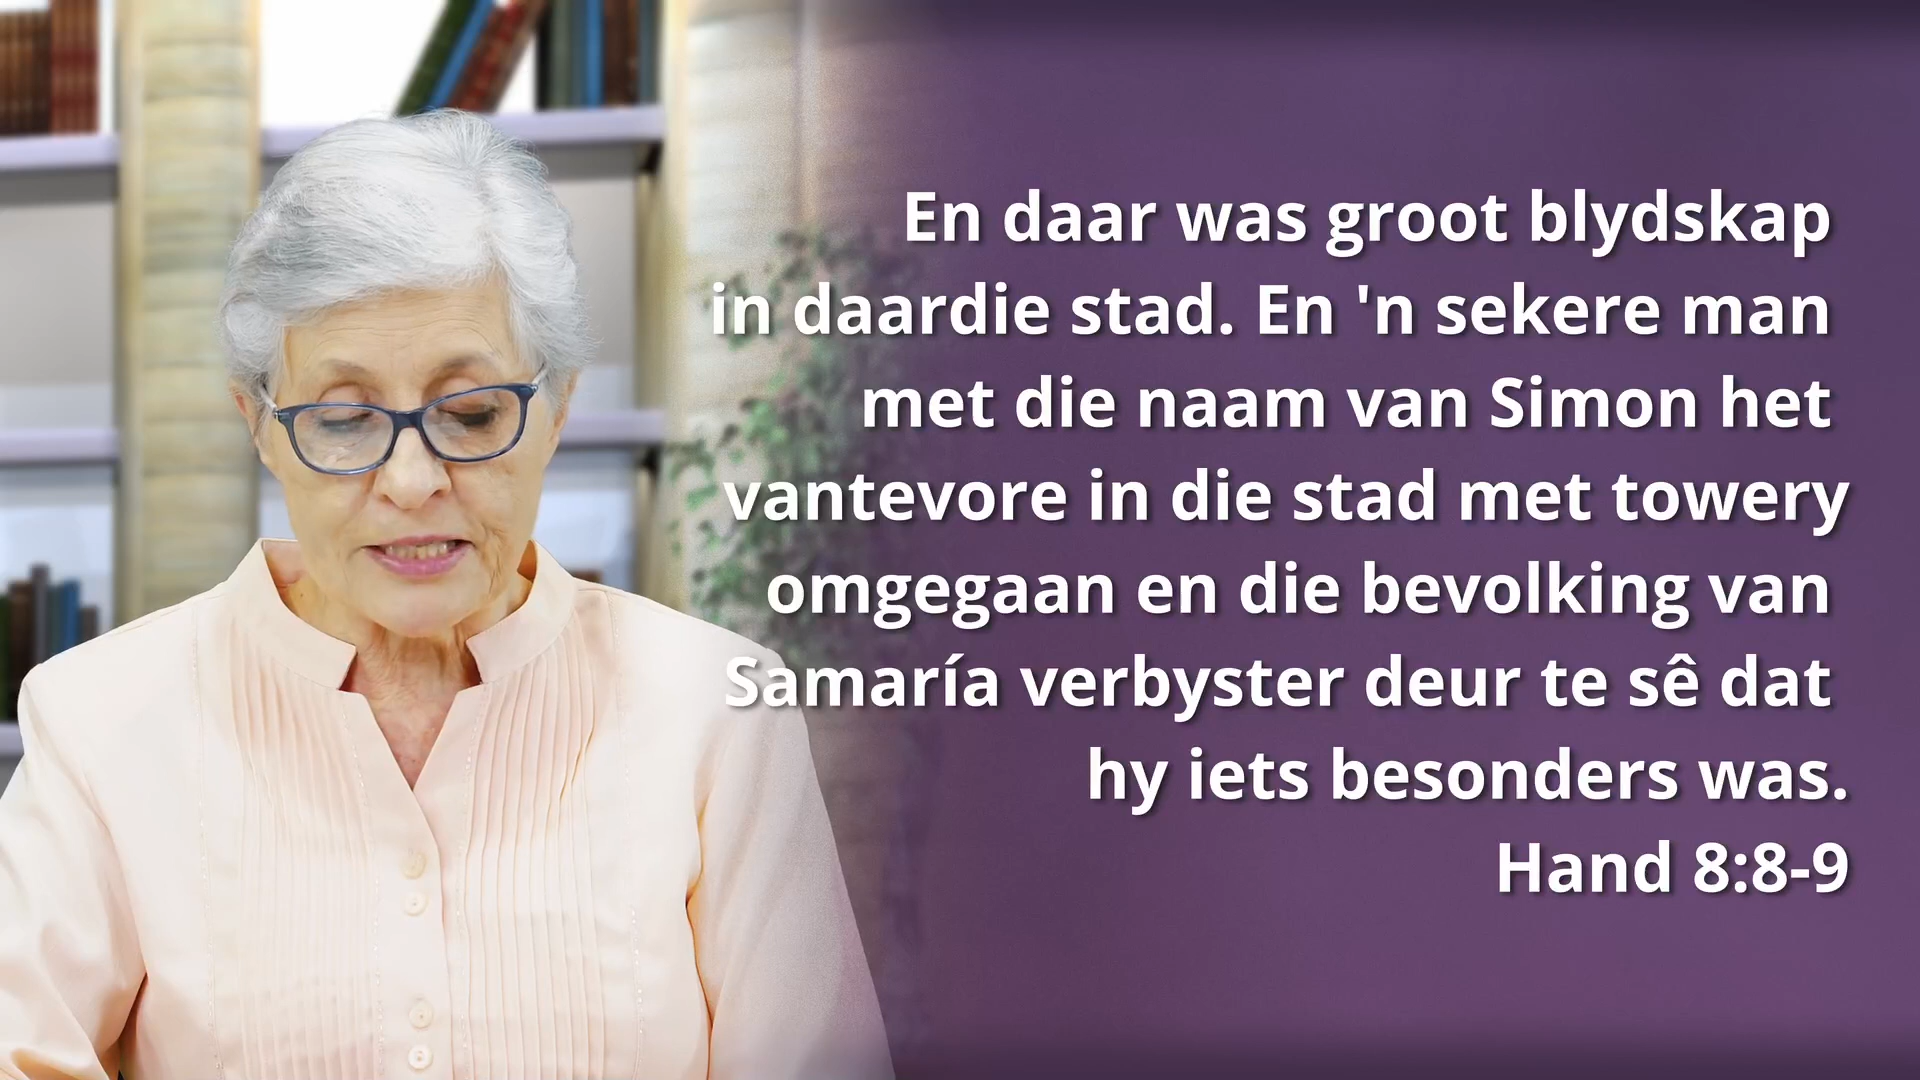 En daar was groot blydskap
in daardie stad. En 'n sekere man
met die naam van Simon het
vantevore in die stad met towery
omgegaan en die bevolking van
Samaría verbyster deur te sê dat
hy iets besonders was.
Hand 8:8-9